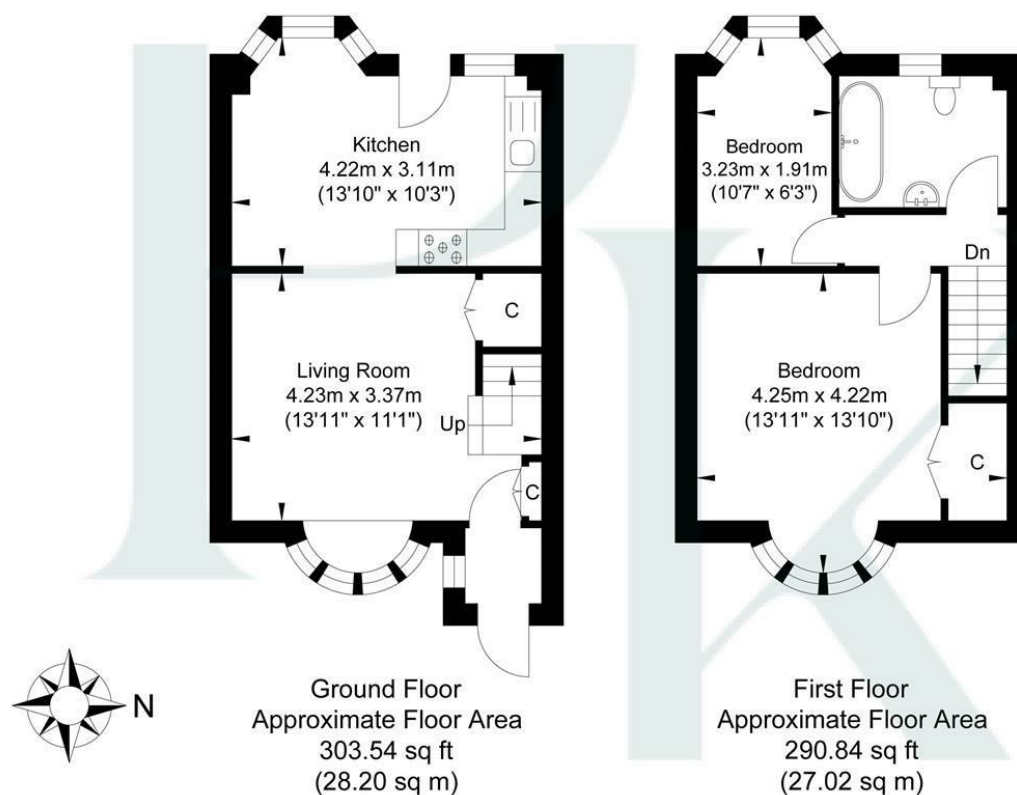 Kitchen
4.22m x 3.11m
(13'10" x 10'3")
C
Living Room
4.23m x 3.37m
(13'11" x 11'1")
Up
C
Ground Floor
Approximate Floor Area
303.54 sq ft
(28.20 sq m)
Bedroom
3.23m x 1.91m
(10'7" x 6'3")
Dn
Bedroom
4.25m x 4.22m
(13'11" x 13'10")
C
First Floor
Approximate Floor Area
290.84 sq ft
(27.02 sq m)
N